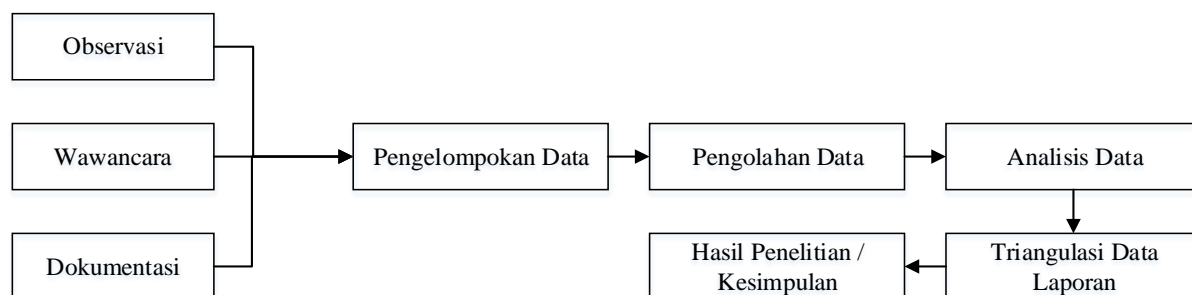 Observasi
Wawancara
Pengelompokan Data
Pengolahan Data
Analisis Data
Dokumentasi
Hasil Penelitian /
Kesimpulan
Triangulasi Data
Laporan